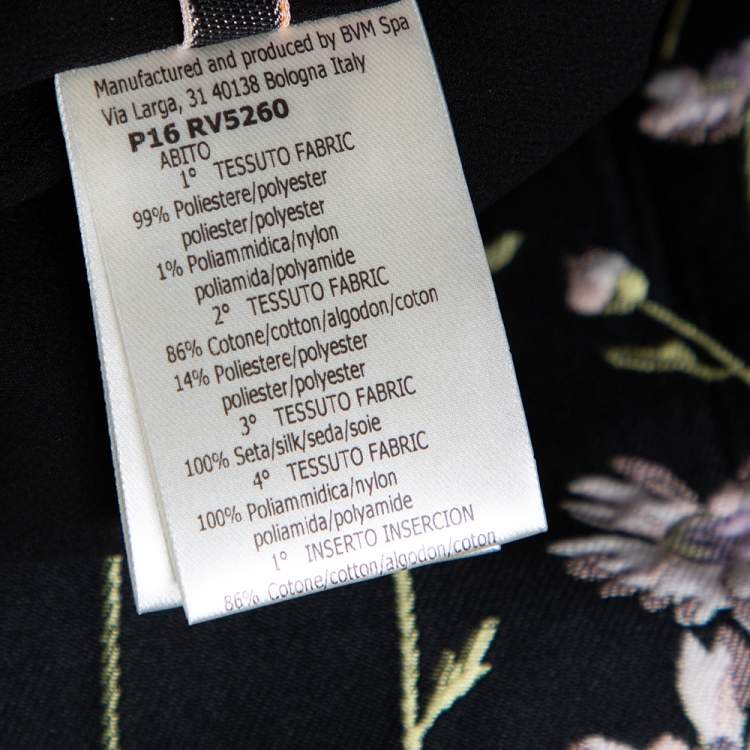 Manufactured and produced by BVM Spa
Via Larga, 31 40138 Bologna Italy
P16 RV5260
ABITO
1° TESSUTO FABRIC
99% Poliestere/polyester
poliester/polyester
1% Poliammidica/nylon
poliamida/polyamide
2° TESSUTO FABRIC
86% Cotone/cotton/algodon/coton
14% Poliestere/polyester
poliester/polyester
3° TESSUTO FABRIC
100% Seta/silk/seda/soie
4° TESSUTO FABRIC
100% Poliammidica/nylon
poliamida/polyamide
1° INSERTO INSERCION
86% Cotone/cotton/algodon/coton